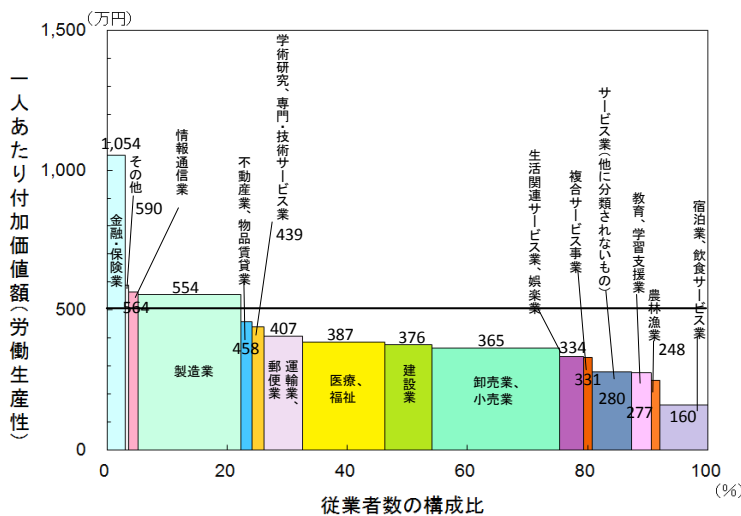 (万円)
1,500
1,000
500
0
一人あたり付加価値額(労働生産性)
1,054
金融・保険業
その他
590
情報通信業
564
554
製造業
不動産業、物品賃貸業
458
学術研究、専門・技術サービス業
439
407
運輸業、
郵便業
387
医療、
福祉
376
建設業
365
卸売業、
小売業
生活関連サービス業、娯楽業
334
複合サービス事業
331
サービス業(他に分類されないもの)
280
教育、学習支援業
277
農林漁業
248
宿泊業、飲食サービス業
160
0
20
40
60
80
100
(%)
従業者数の構成比